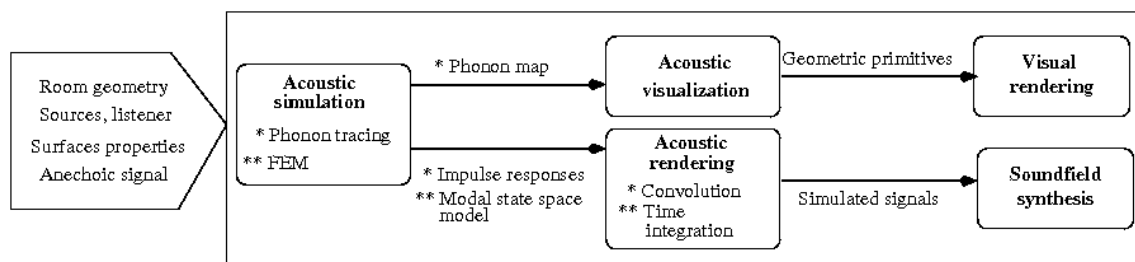 Room geometry
Sources, listener
Surfaces properties
Anechoic signal
Acoustic
simulation
* Phonon tracing
** FEM
* Phonon map
* Impulse responses
** Modal state space
model
Acoustic
visualization
Acoustic
rendering
* Convolution
** Time
integration
Geometric primitives
Simulated signals
Visual
rendering
Soundfield
synthesis